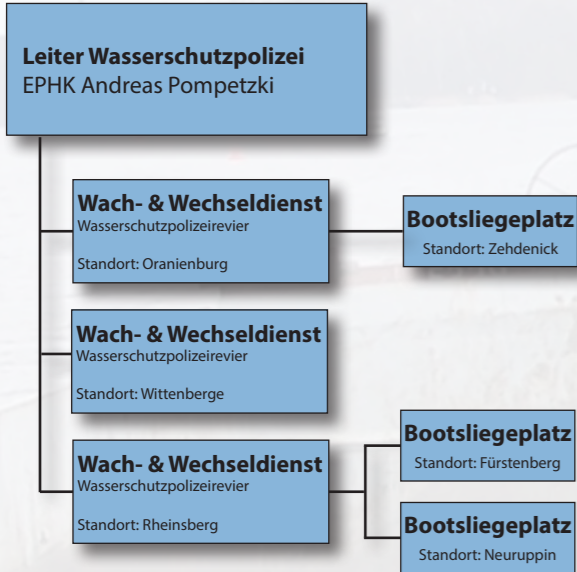 Leiter Wasserschutzpolizei
EPHK Andreas Pompetzki
Wach- & Wechseldienst
Wasserschutzpolizeirevier
Standort: Oranienburg
Bootsliegeplatz
Standort: Zehdenick
Wach- & Wechseldienst
Wasserschutzpolizeirevier
Standort: Wittenberge
Wach- & Wechseldienst
Wasserschutzpolizeirevier
Standort: Rheinsberg
Bootsliegeplatz
Standort: Fürstenberg
Bootsliegeplatz
Standort: Neuruppin